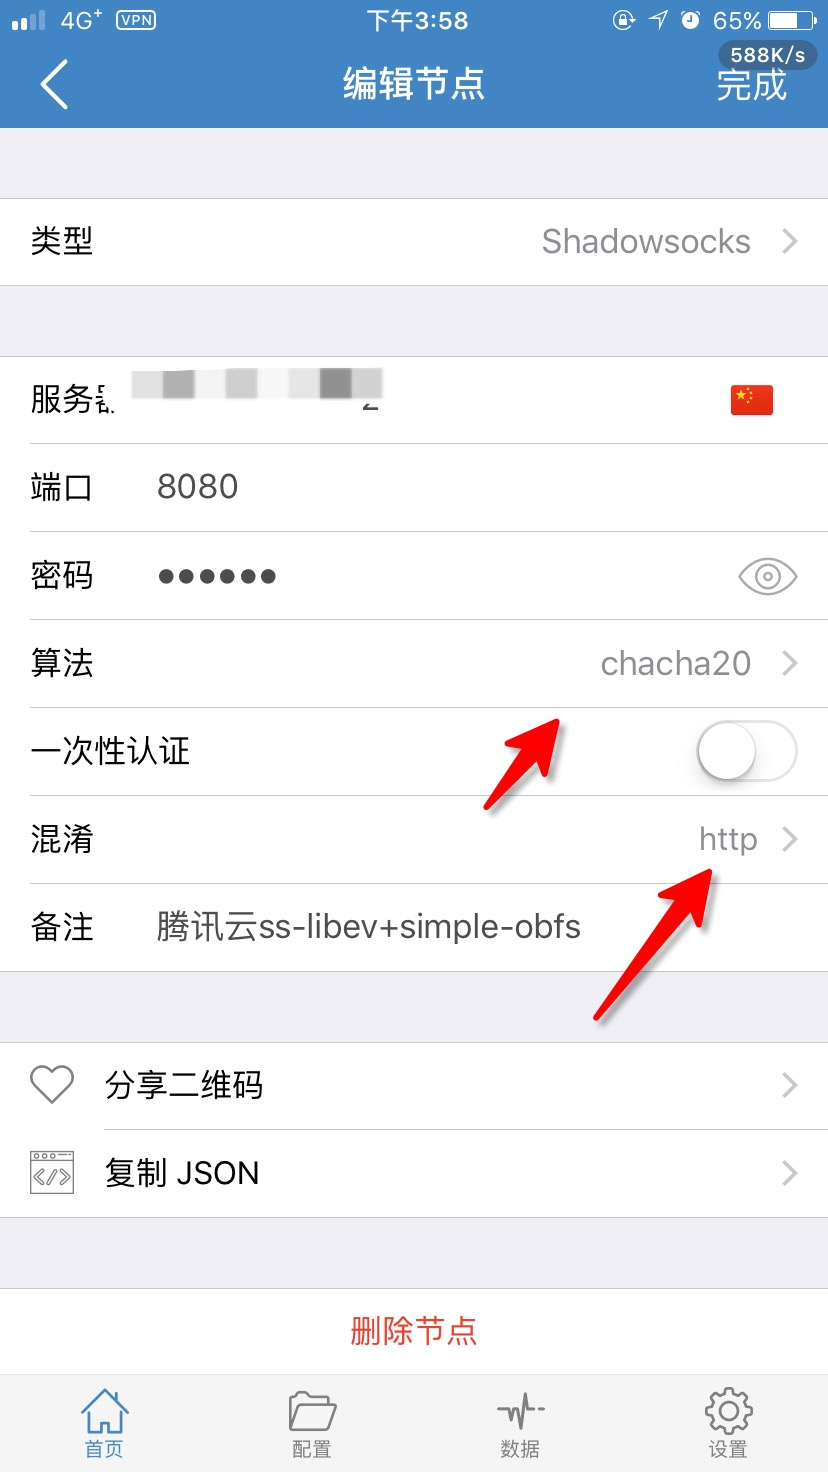 4G+ VPN 下午3:58 65%
588K/s
编辑节点 完成
类型 Shadowsocks
服务
端口 8080
密码 ●●●●●●
算法 chacha20
一次性认证
混淆 http
备注 腾讯云ss-libev+simple-obfs
分享二维码
</> 复制 JSON
删除节点
首页 配置 数据 设置